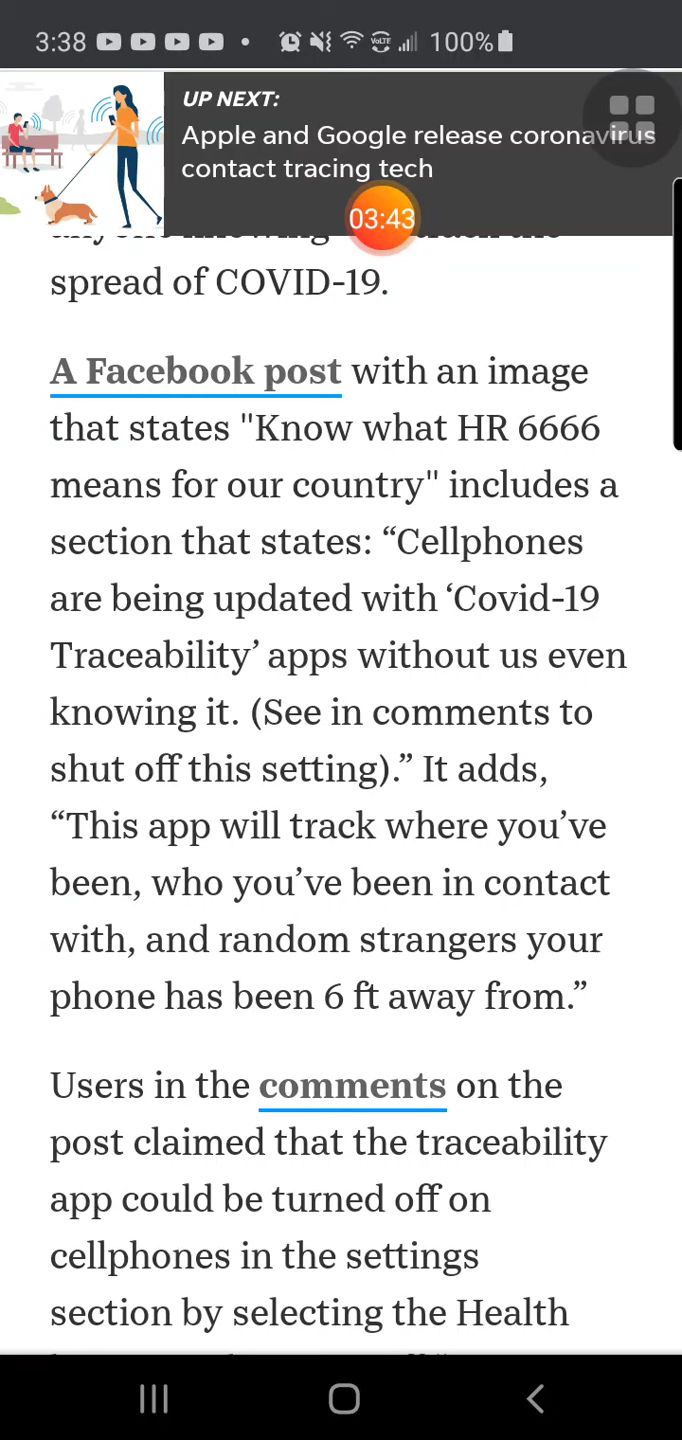 3:38
100%
UP NEXT:
Apple and Google release coronavirus
contact tracing tech
03:43
spread of COVID-19.
A Facebook post with an image
that states "Know what HR 6666
means for our country" includes a
section that states: “Cellphones
are being updated with ‘Covid-19
Traceability’ apps without us even
knowing it. (See in comments to
shut off this setting).” It adds,
“This app will track where you’ve
been, who you’ve been in contact
with, and random strangers your
phone has been 6 ft away from.”
Users in the comments on the
post claimed that the traceability
app could be turned off on
cellphones in the settings
section by selecting the Health